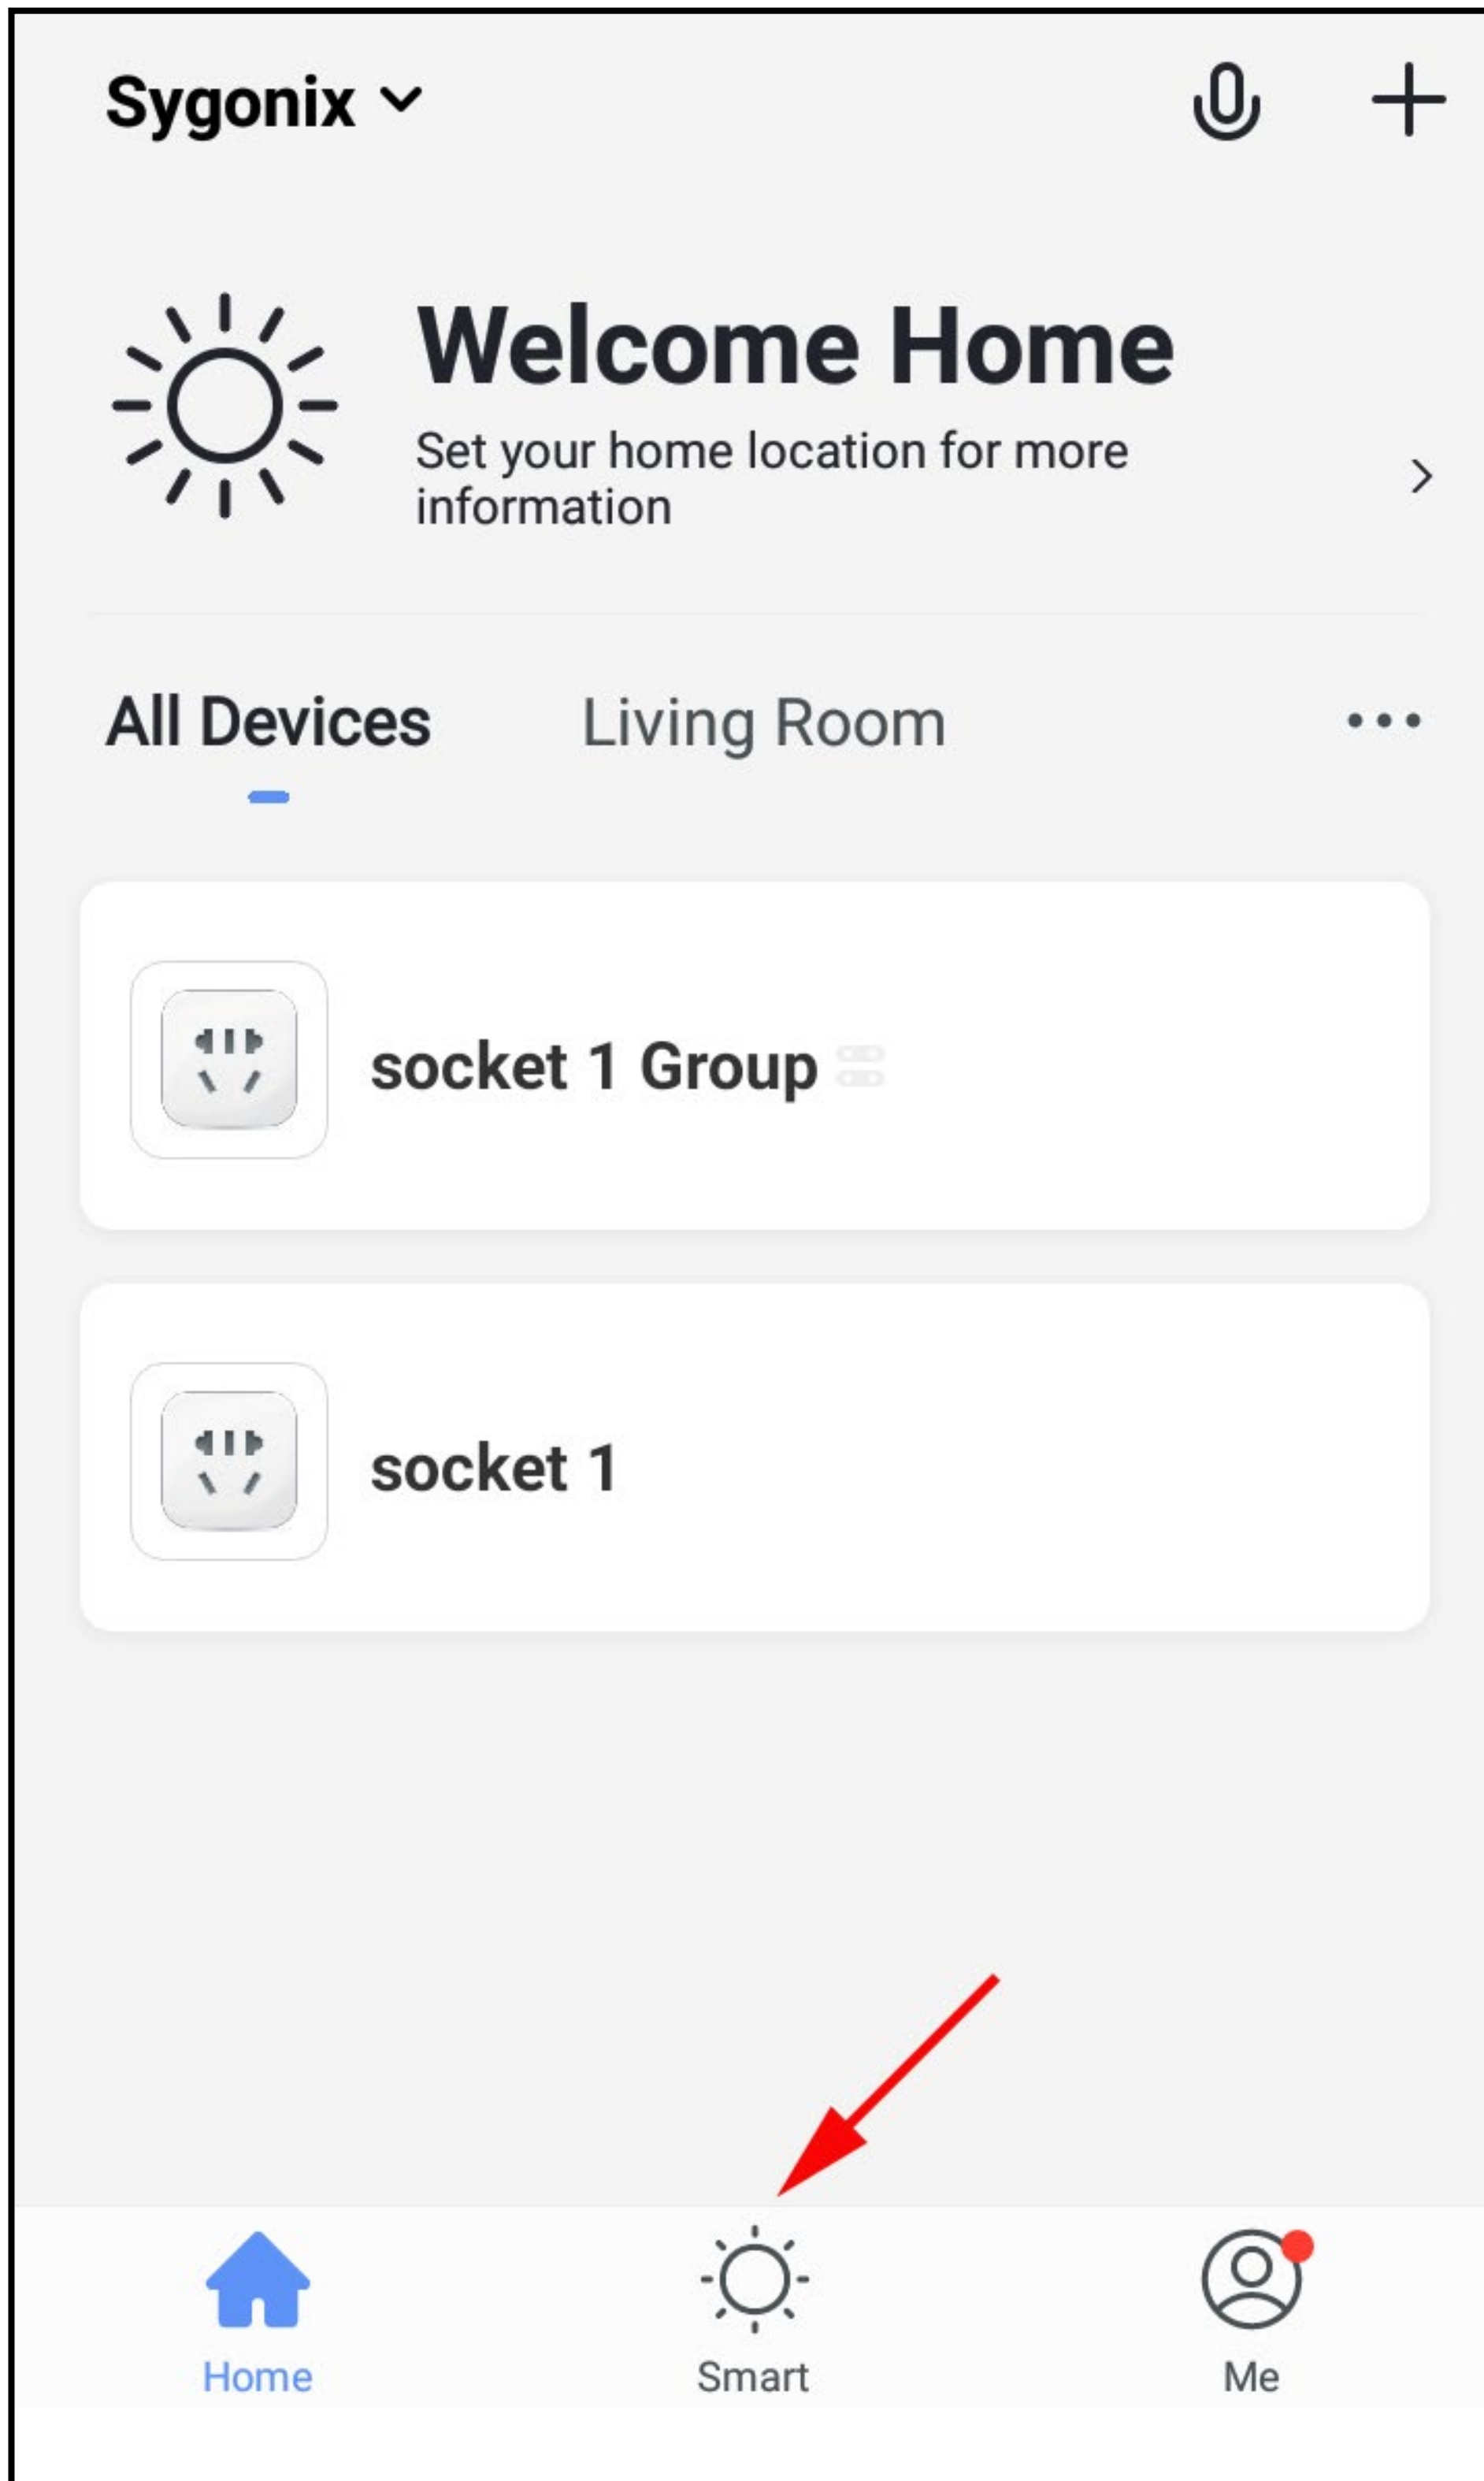 Sygonix
Welcome Home
Set your home location for more
information
All Devices
Living Room
socket 1 Group
socket 1
Home
Smart
Me